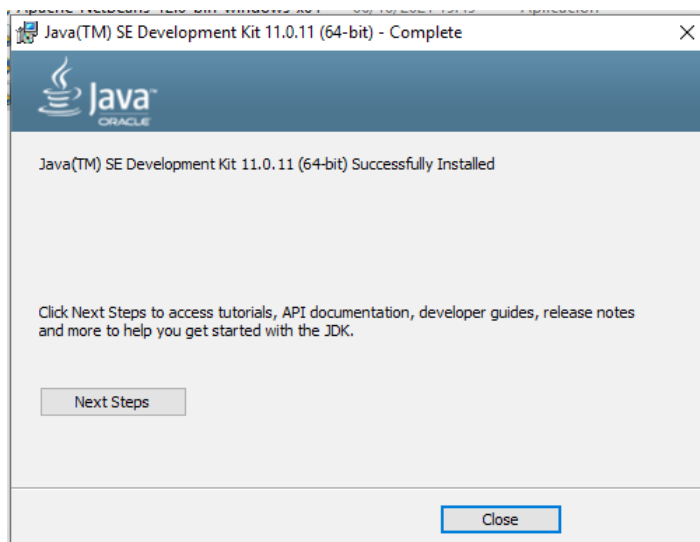 Java(TM) SE Development Kit 11.0.11 (64-bit) - Complete
Java™
ORACLE
Java(TM) SE Development Kit 11.0.11 (64-bit) Successfully Installed
Click Next Steps to access tutorials, API documentation, developer guides, release notes
and more to help you get started with the JDK.
Next Steps
Close